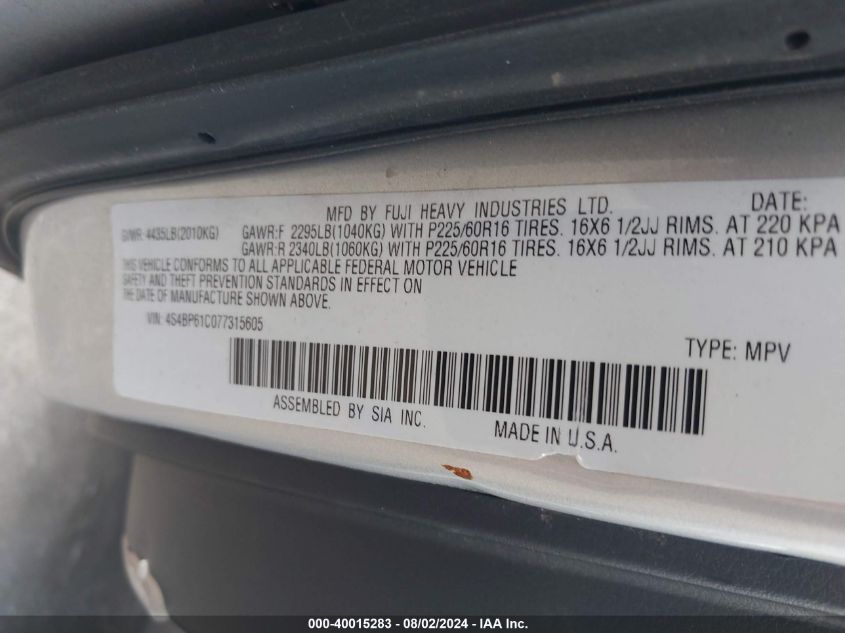 MFD BY FUJI HEAVY INDUSTRIES LTD. DATE:
GVWR: 4435LB(2010KG) GAWR:F 2295LB(1040KG) WITH P225/60R16 TIRES. 16X6 1/2JJ RIMS. AT 220 KPA
GAWR:R 2340LB(1060KG) WITH P225/60R16 TIRES. 16X6 1/2JJ RIMS. AT 210 KPA
THIS VEHICLE CONFORMS TO ALL APPLICABLE FEDERAL MOTOR VEHICLE
SAFETY AND THEFT PREVENTION STANDARDS IN EFFECT ON
THE DATE OF MANUFACTURE SHOWN ABOVE.
VIN: 4S4BP61C077315605
TYPE: MPV
ASSEMBLED BY SIA INC. MADE IN U.S.A.
000-40015283 - 08/02/2024 - IAA Inc.